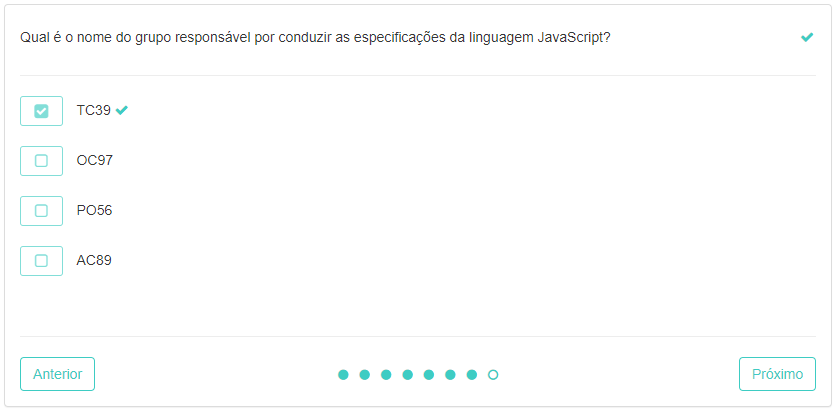 Qual é o nome do grupo responsável por conduzir as especificações da linguagem JavaScript?
TC39
OC97
PO56
AC89
Anterior
Próximo